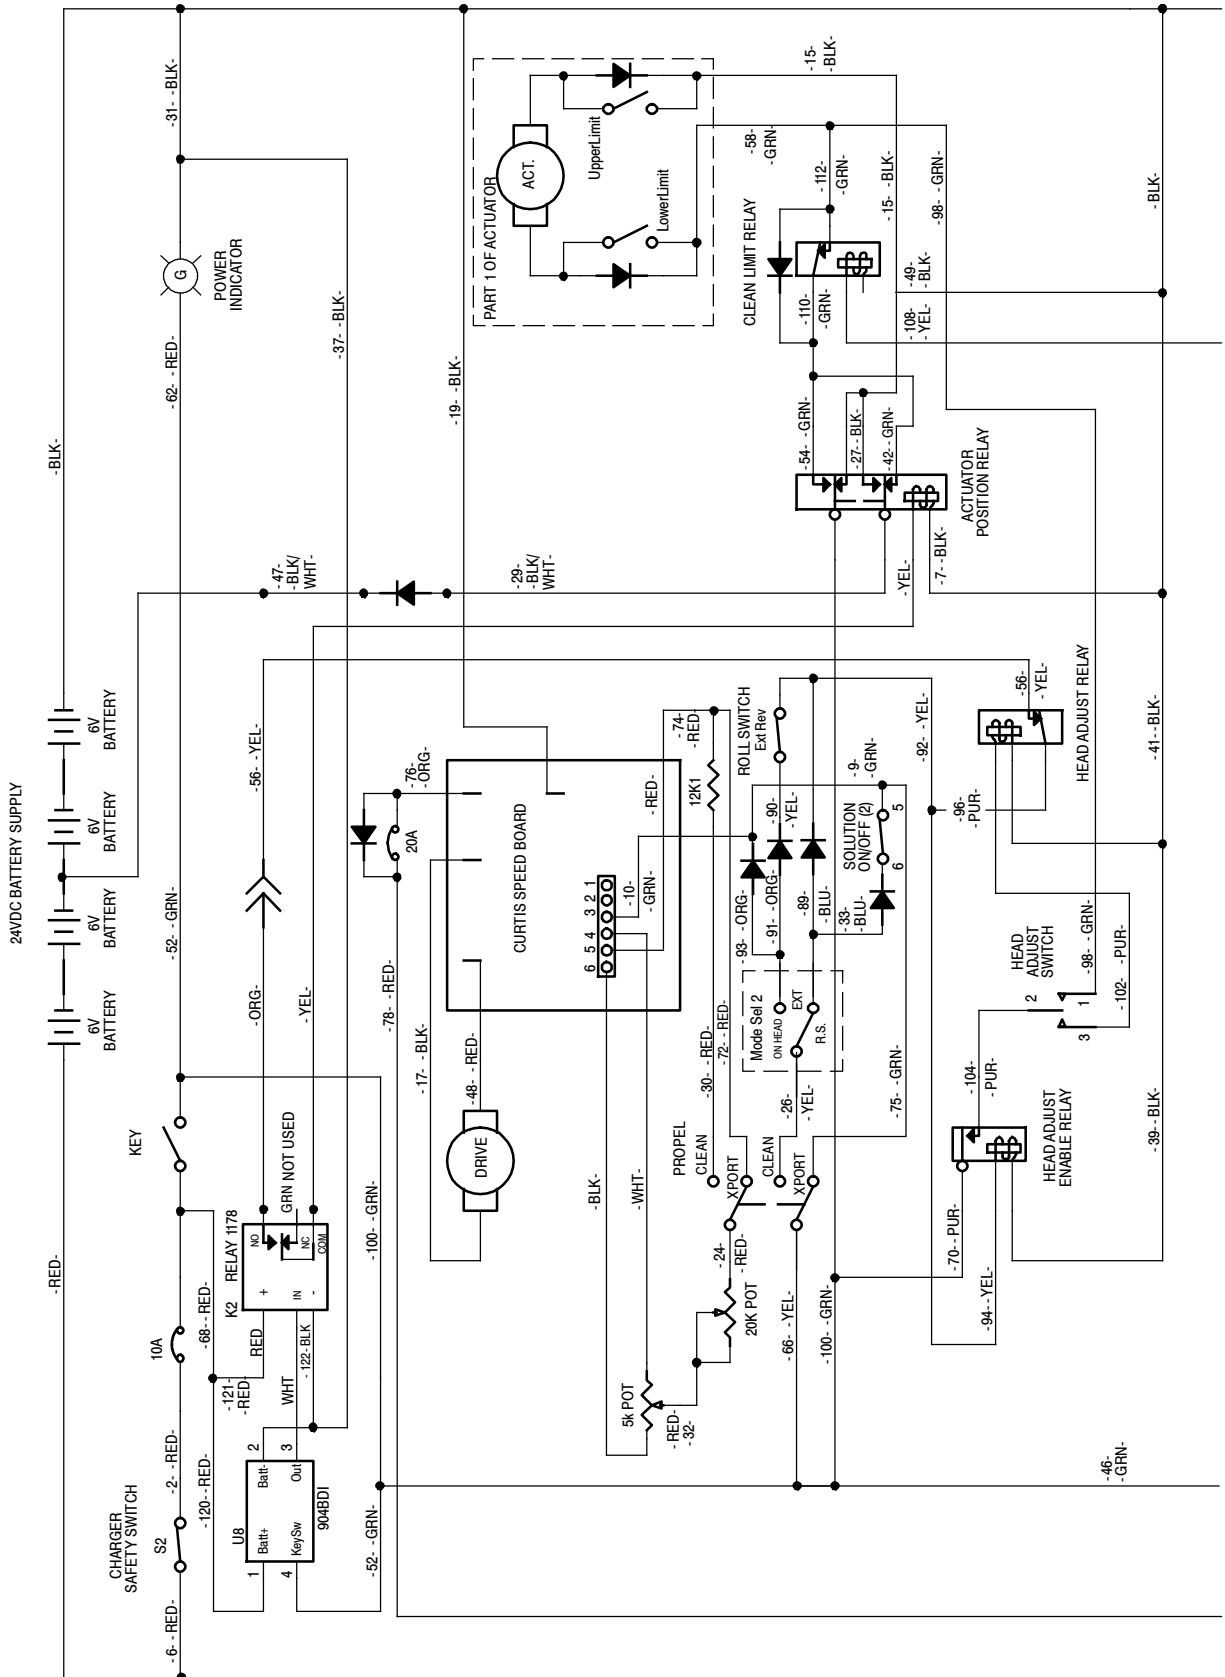 24VDC BATTERY SUPPLY
-RED-
6V
BATTERY
6V
BATTERY
6V
BATTERY
6V
BATTERY
-BLK-
CHARGER
SAFETY SWITCH
-6- -RED-
S2
-2- -RED-
10A
KEY
-52- -GRN-
-62- -RED-
G
POWER
INDICATOR
-31- -BLK-
-120- -RED-
-121-
-RED-
-68- -RED-
RED
WHT
-122- BLK
U8
Batt+
KeySw
Batt-
Out
904BDI
1
4
2
3
K2
RELAY 1178
+
IN
-
NO
NC
COM
GRN NOT USED
-ORG-
-YEL-
-56- -YEL-
-47-
-BLK/
WHT-
-37- -BLK-
-52- -GRN-
-100- -GRN-
-78- -RED-
20A
-76-
-ORG-
-17- -BLK-
-48- -RED-
DRIVE
CURTIS SPEED BOARD
6 5 4 3 2 1
-19- -BLK-
-29-
-BLK/
WHT-
PART 1 OF ACTUATOR
ACT.
UpperLimit
LowerLimit
-15-
-BLK-
-58-
-GRN-
-BLK-
-WHT-
-10-
-GRN-
-RED-
-74-
-RED-
12K1
-30- -RED-
-72- -RED-
5k POT
-RED-
-32-
20K POT
-24-
-RED-
PROPEL
CLEAN
XPORT
CLEAN
XPORT
-66- -YEL-
-100- -GRN-
-26-
-YEL-
-75- -GRN-
Mode Sel 2
ON HEAD
EXT
R.S.
-93- -ORG-
-91- -ORG-
-90-
-YEL-
-89-
-BLU-
-33-
-BLU-
ROLL SWITCH
Ext Rev
SOLUTION
ON/OFF (2)
6
5
-9-
-GRN-
-92- -YEL-
CLEAN LIMIT RELAY
-112-
-GRN-
-110-
-GRN-
-15- -BLK-
-49-
-BLK-
-108-
-YEL-
-98- -GRN-
-54- -GRN-
-27- -BLK-
-42- -GRN-
ACTUATOR
POSITION RELAY
-YEL-
-7- -BLK-
-70- -PUR-
-94- -YEL-
HEAD ADJUST
ENABLE RELAY
-104-
-PUR-
HEAD
ADJUST
SWITCH
2
3
1
-98- -GRN-
-102- -PUR-
-96-
-PUR-
-56-
-YEL-
HEAD ADJUST RELAY
-46-
-GRN-
-39- -BLK-
-41- -BLK-
-BLK-